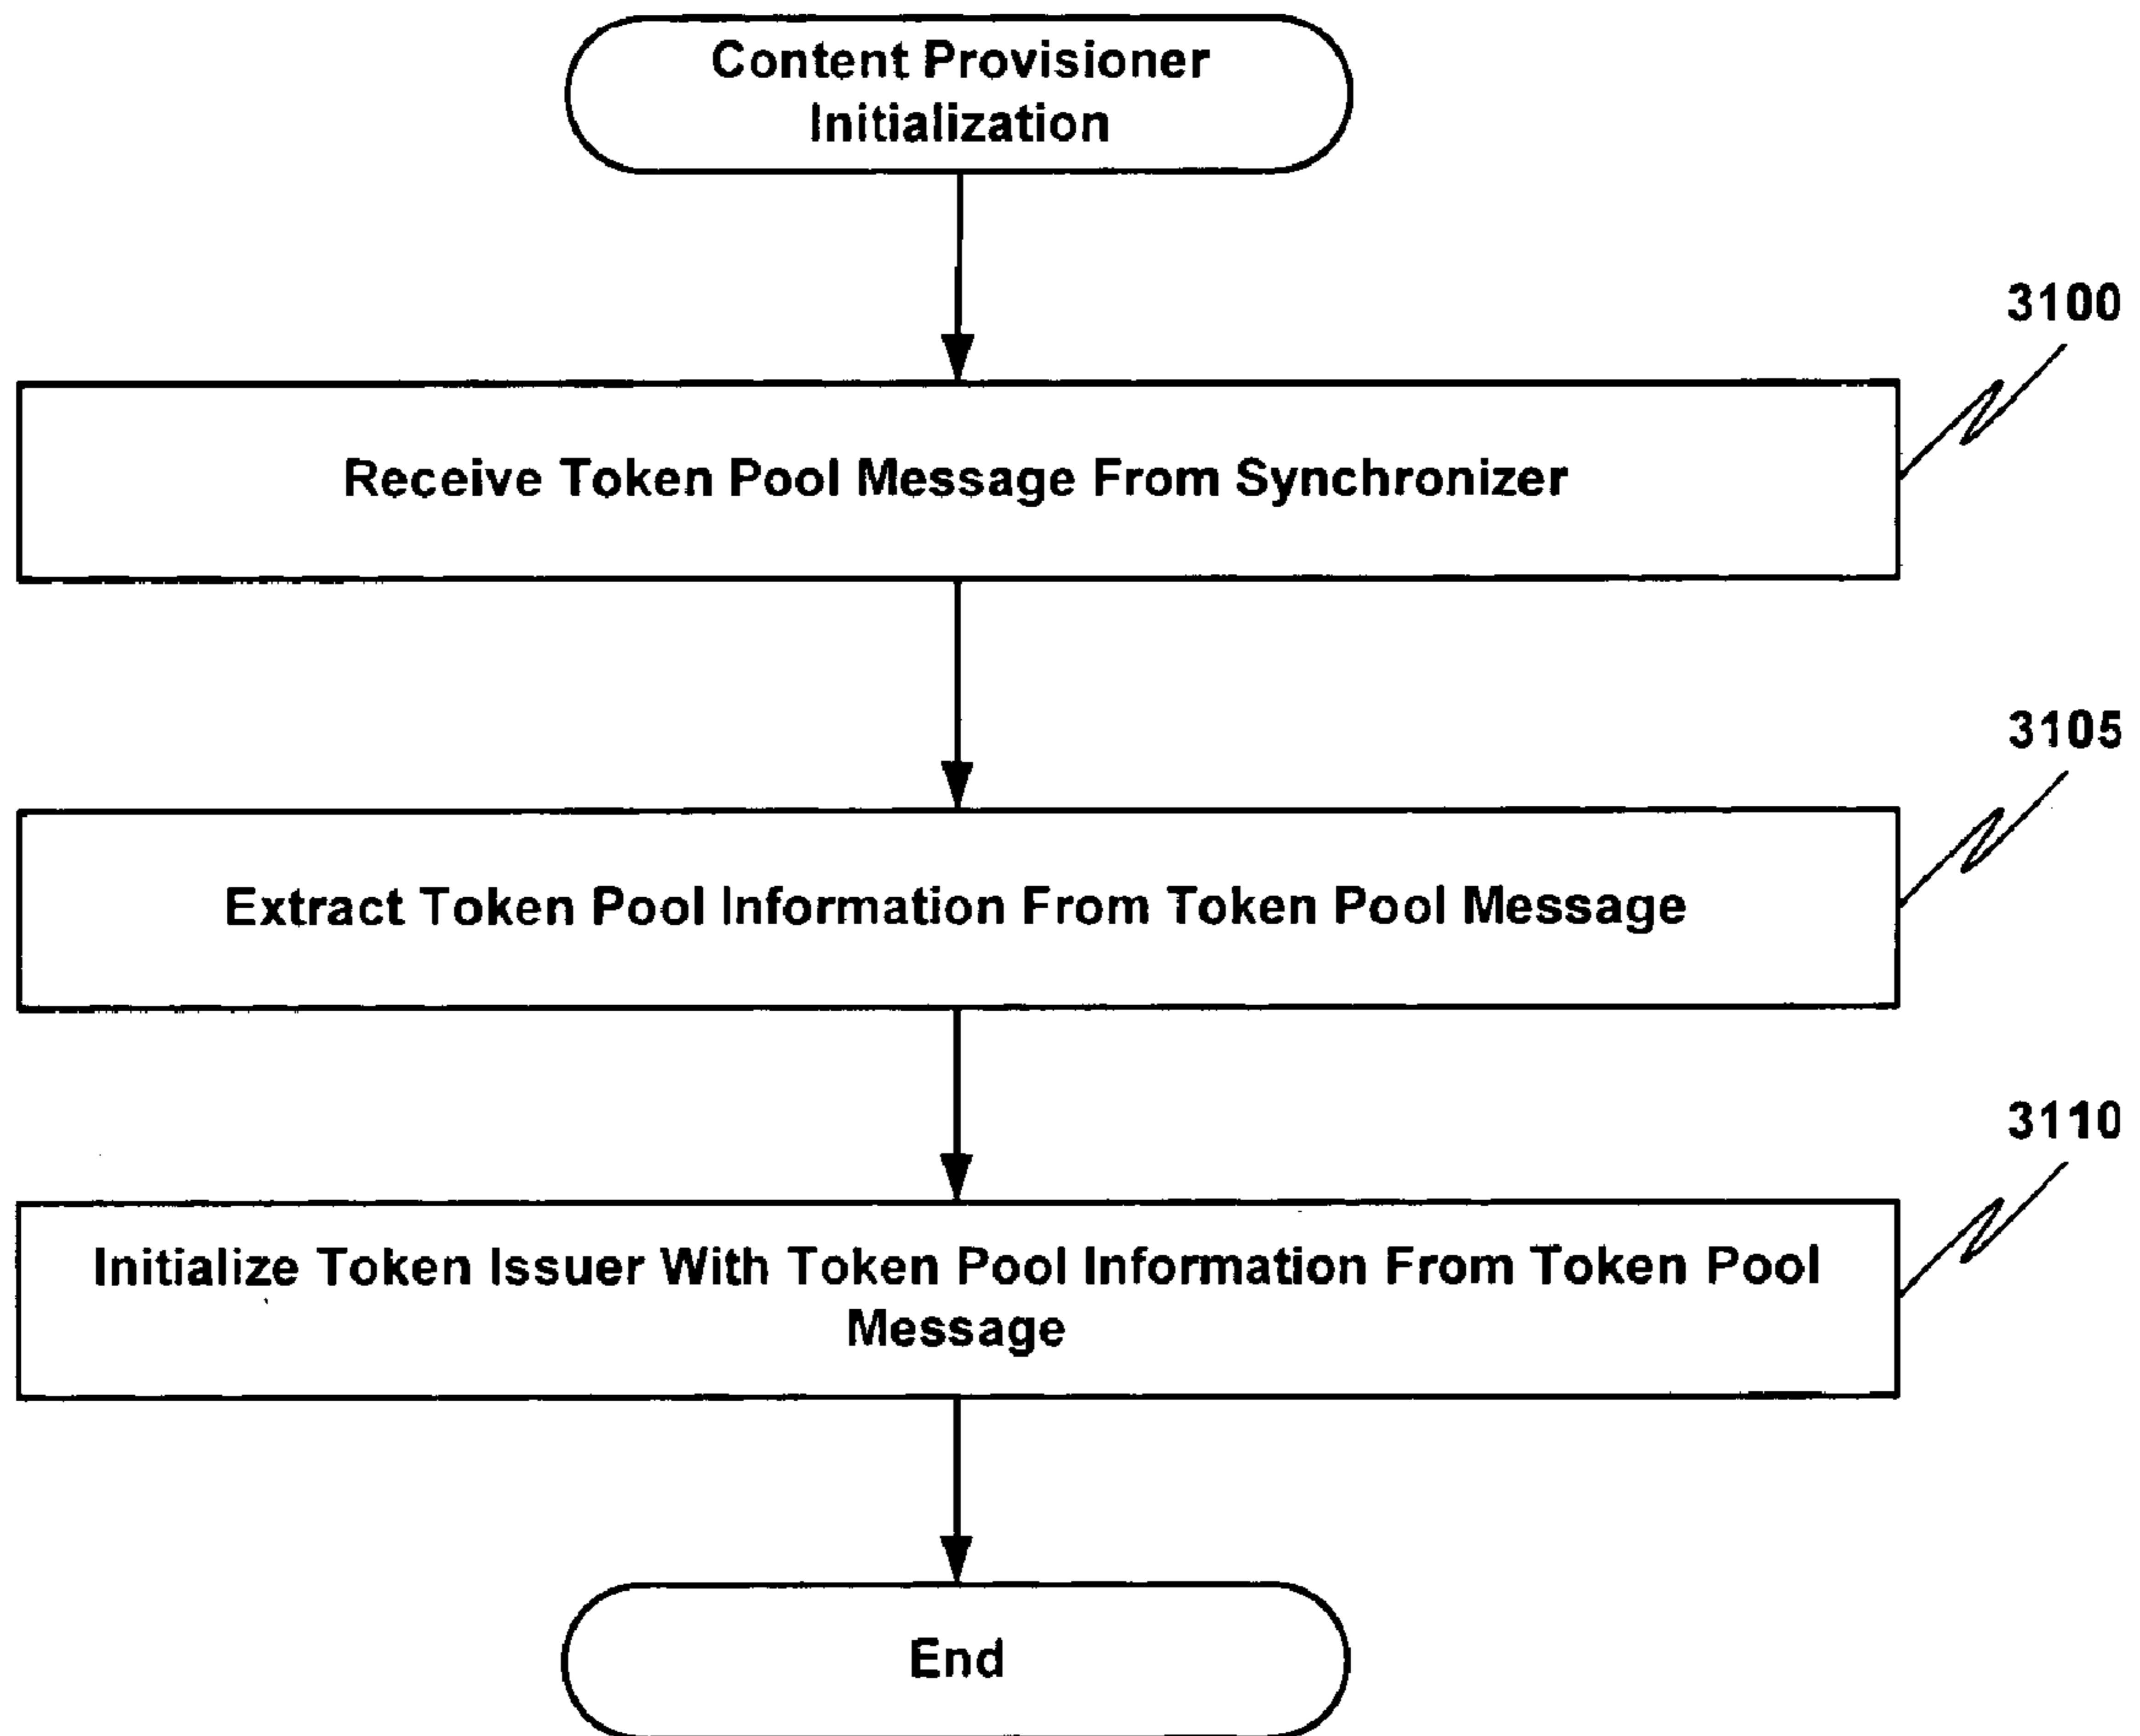 Content Provisioner
Initialization
3100
Receive Token Pool Message From Synchronizer
3105
Extract Token Pool Information From Token Pool Message
3110
Initialize Token Issuer With Token Pool Information From Token Pool
Message
End